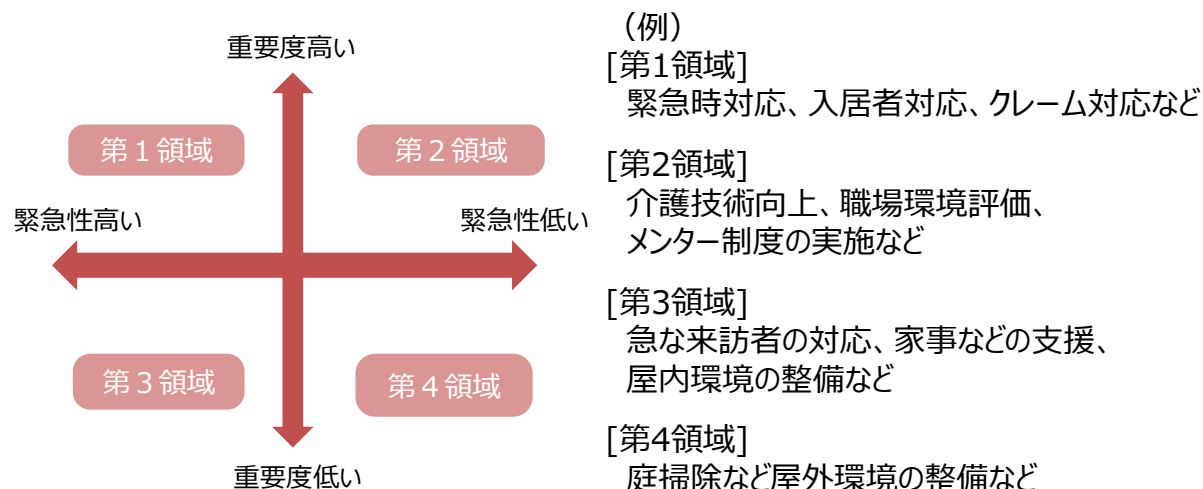 重要度高い
第１領域
第２領域
緊急性高い
緊急性低い
第３領域
第４領域
重要度低い
（例）
[第1領域]
緊急時対応、入居者対応、クレーム対応など
[第2領域]
介護技術向上、職場環境評価、
メンター制度の実施など
[第3領域]
急な来訪者の対応、家事などの支援、
屋内環境の整備など
[第4領域]
庭掃除など屋外環境の整備など